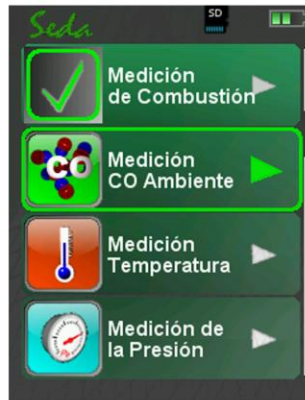 Seda
SD
Medición
de Combustión
CO
Medición
CO Ambiente
Medición
Temperatura
Medición de
la Presión